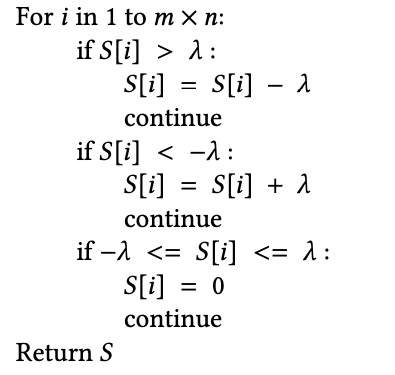 For i in 1 to m × n:
if S[i] > λ:
S[i] = S[i] − λ
continue
if S[i] < −λ:
S[i] = S[i] + λ
continue
if −λ <= S[i] <= λ:
S[i] = 0
continue
Return S